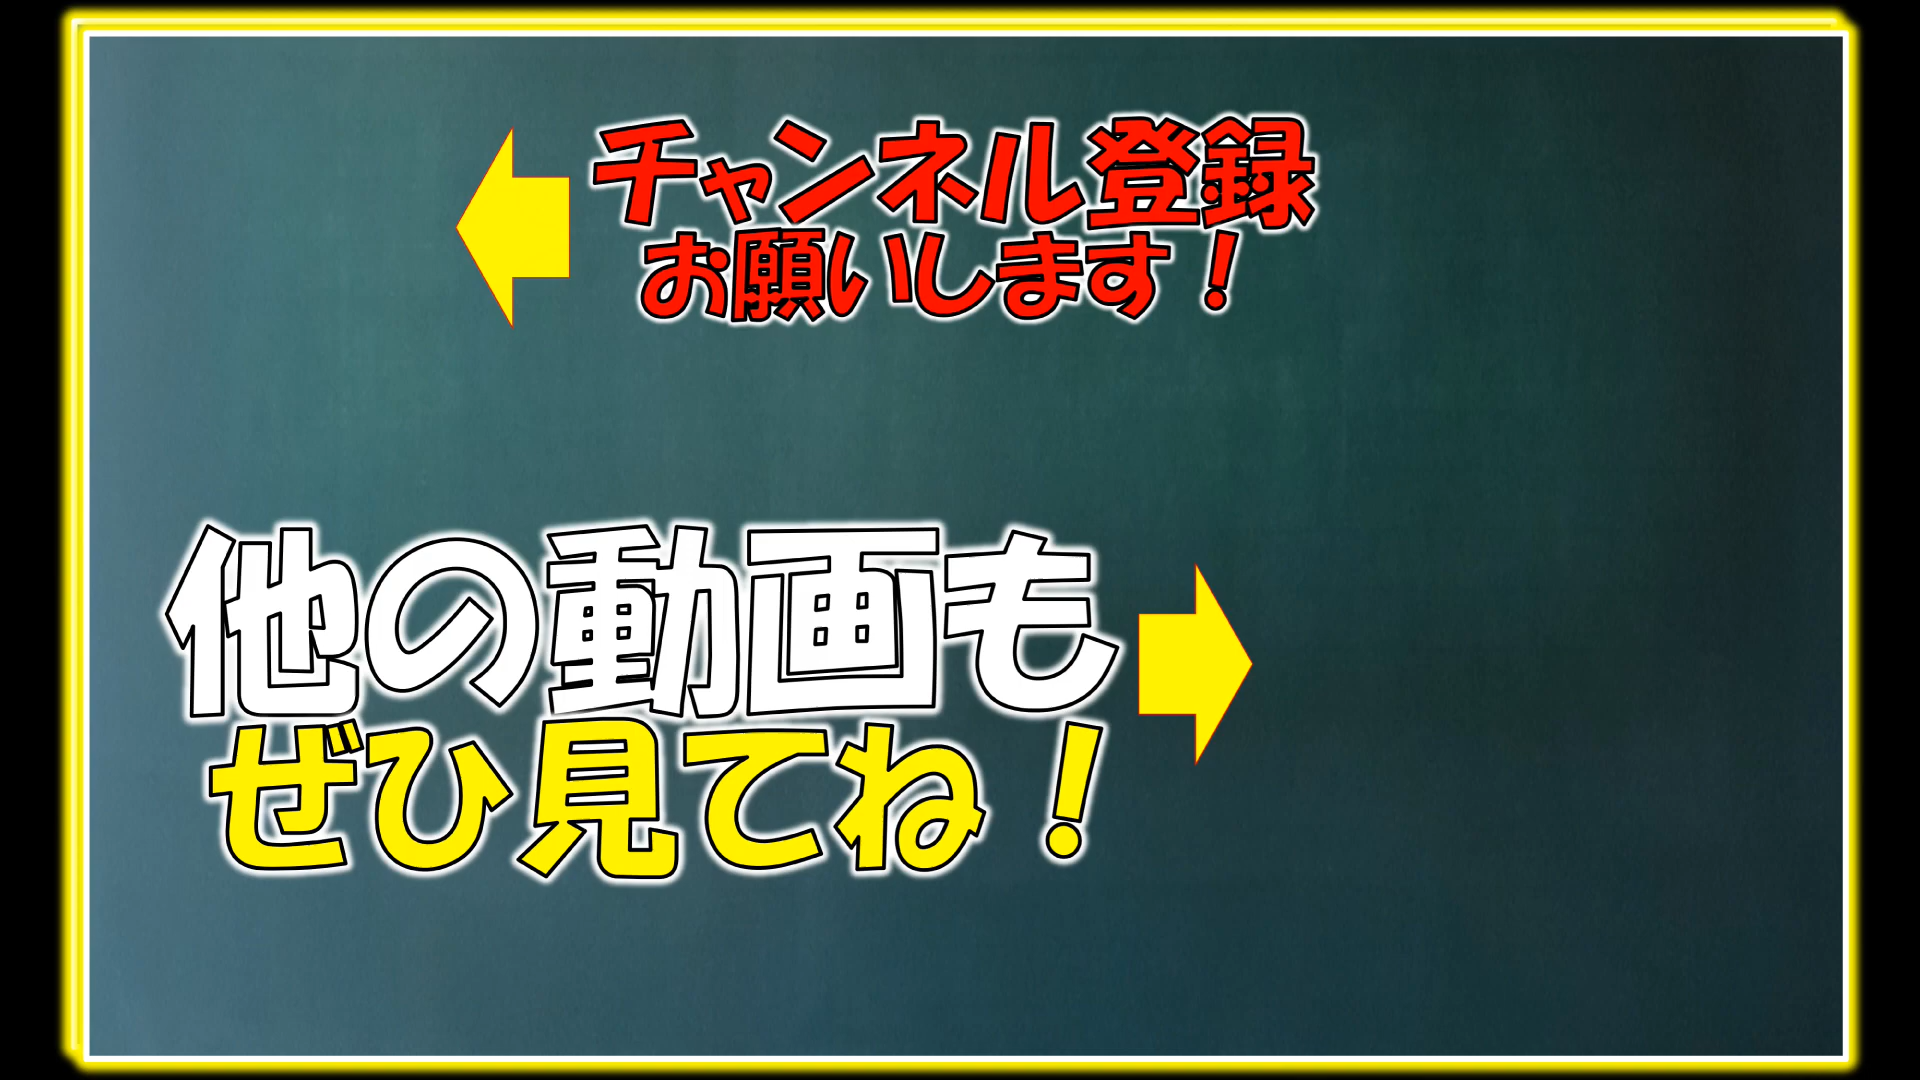 チャンネル登録
お願いします！
他の動画も
ぜひ見てね！